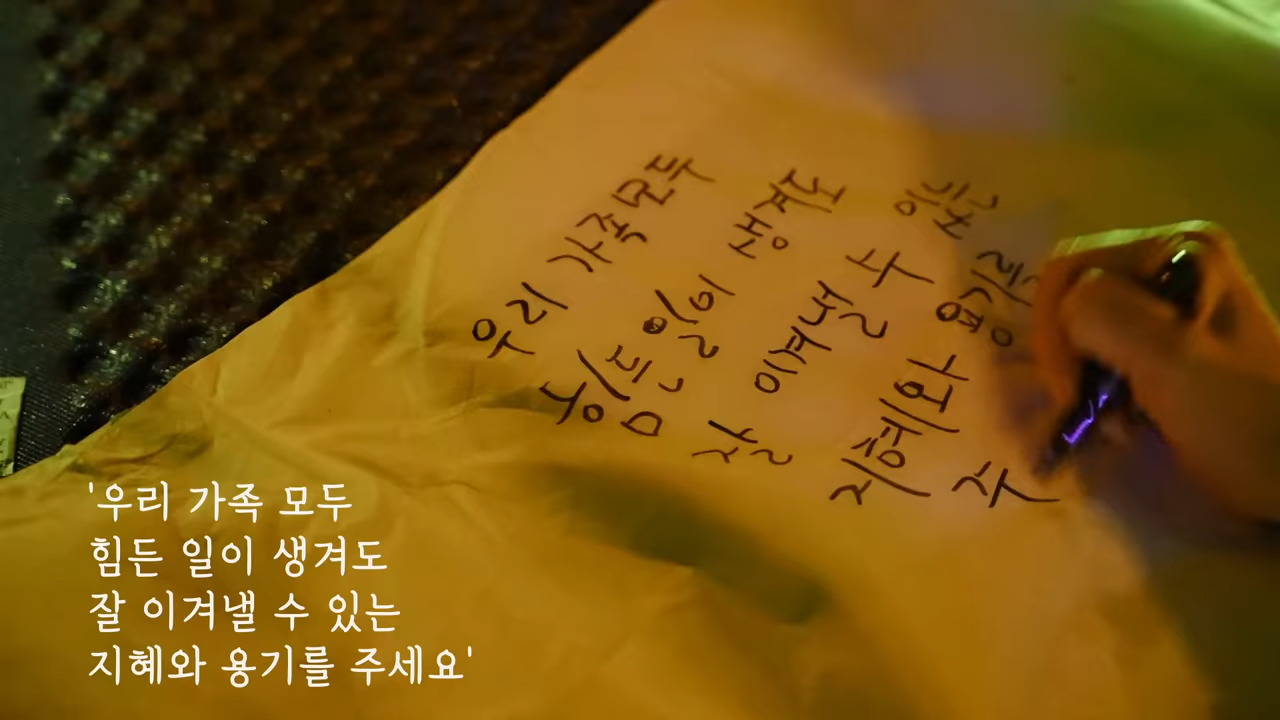 우리 가족 모두
힘든 일이 생겨도
잘 이겨낼 수 있는
지혜와 용기를
주
'우리 가족 모두
힘든 일이 생겨도
잘 이겨낼 수 있는
지혜와 용기를 주세요'